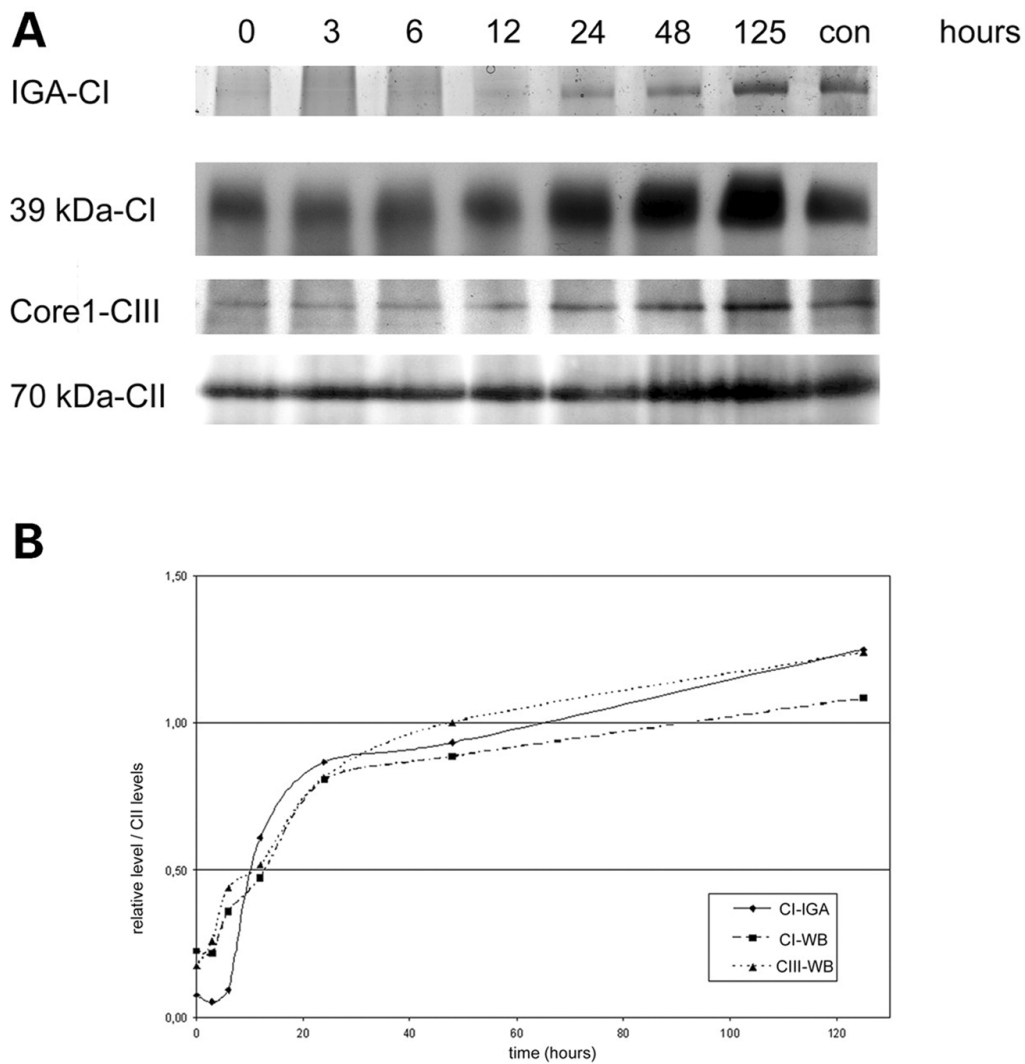 A
0 3 6 12 24 48 125 con hours
IGA-CI
39 kDa-CI
Core1-CIII
70 kDa-CII
B
1,50
1,00
0,50
0,00
relative level / CII levels
0 20 40 60 80 100 120
time (hours)
CI-IGA
CI-WB
CIII-WB